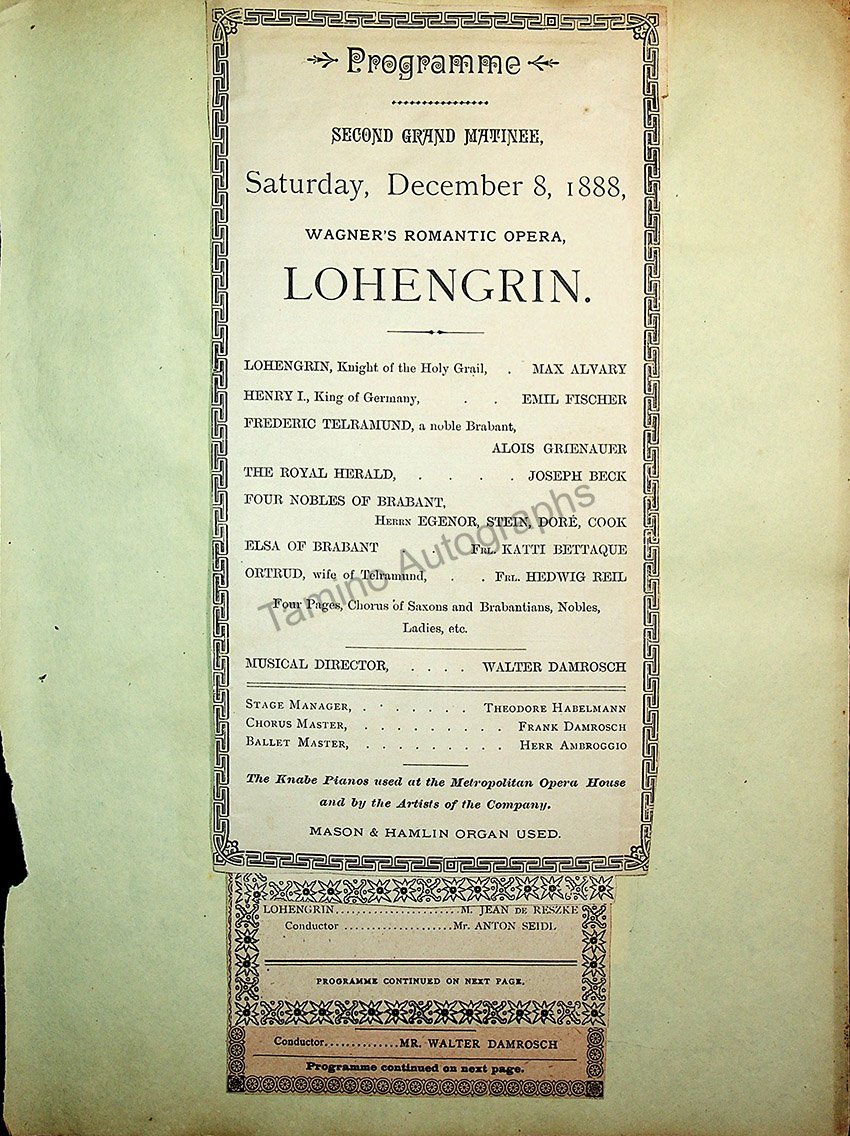 Programme
SECOND GRAND MATINEE,
Saturday, December 8, 1888,
WAGNER'S ROMANTIC OPERA,
LOHENGRIN.
LOHENGRIN, Knight of the Holy Grail, . MAX ALVARY
HENRY I., King of Germany, . . EMIL FISCHER
FREDERIC TELRAMUND, a noble Brabant,
ALOIS GRIENAUER
THE ROYAL HERALD, . . . . JOSEPH BECK
FOUR NOBLES OF BRABANT,
HERRN EGENOR, STEIN, DORÉ, COOK
ELSA OF BRABANT . FRL. KATTI BETTAQUE
ORTRUD, wife of Telramund, . . FRL. HEDWIG REIL
Four Pages, Chorus of Saxons and Brabantians, Nobles,
Ladies, etc.
MUSICAL DIRECTOR, . . . . WALTER DAMROSCH
STAGE MANAGER, . . . . . . . THEODORE HABELMANN
CHORUS MASTER, . . . . . . . . . FRANK DAMROSCH
BALLET MASTER, . . . . . . . . . HERR AMBROGGIO
The Knabe Pianos used at the Metropolitan Opera House
and by the Artists of the Company.
MASON & HAMLIN ORGAN USED.
LOHENGRIN.......................M. JEAN DE RESZKE
Conductor ....................Mr. ANTON SEIDL
PROGRAMME CONTINUED ON NEXT PAGE.
Conductor..............MR. WALTER DAMROSCH
Programme continued on next page.
Tamino Autographs